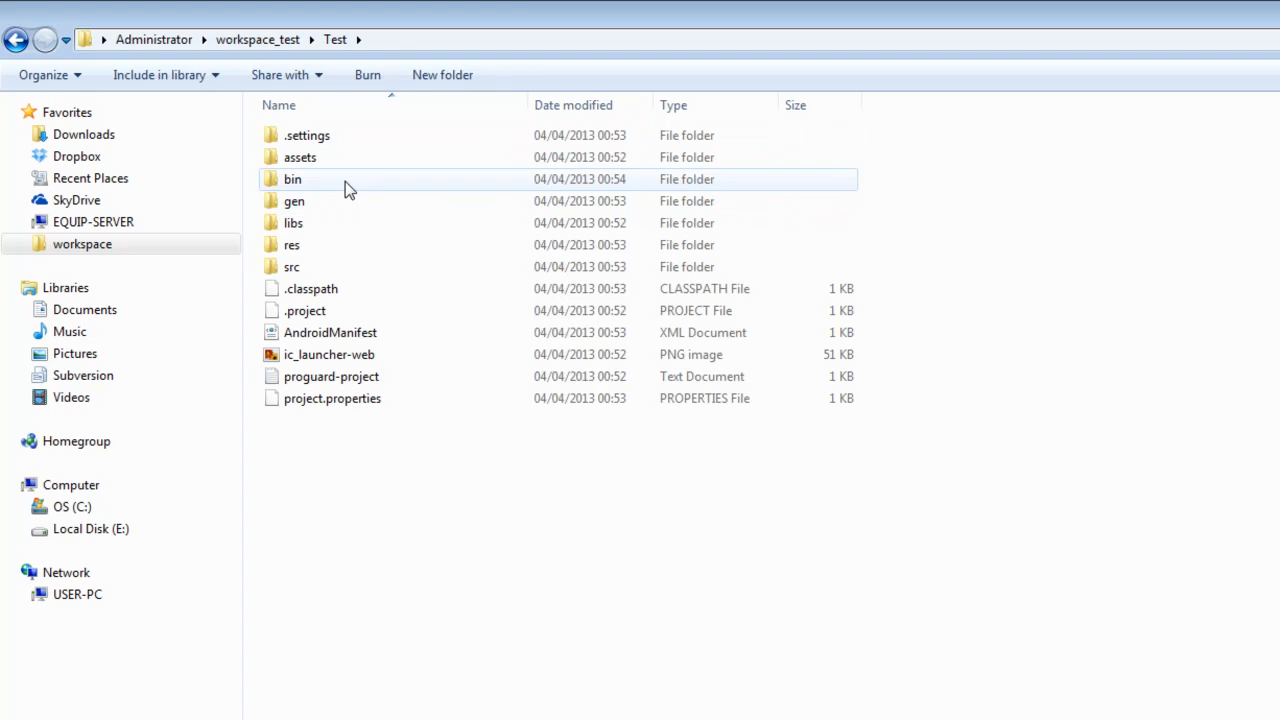 Administrator workspace_test Test
Organize Include in library Share with Burn New folder
Favorites
Downloads
Dropbox
Recent Places
SkyDrive
EQUIP-SERVER
workspace
Libraries
Documents
Music
Pictures
Subversion
Videos
Homegroup
Computer
OS (C:)
Local Disk (E:)
Network
USER-PC
Name Date modified Type Size
.settings 04/04/2013 00:53 File folder
assets 04/04/2013 00:52 File folder
bin 04/04/2013 00:54 File folder
gen 04/04/2013 00:53 File folder
libs 04/04/2013 00:52 File folder
res 04/04/2013 00:53 File folder
src 04/04/2013 00:53 File folder
.classpath 04/04/2013 00:53 CLASSPATH File 1 KB
.project 04/04/2013 00:52 PROJECT File 1 KB
AndroidManifest 04/04/2013 00:53 XML Document 1 KB
ic_launcher-web 04/04/2013 00:52 PNG image 51 KB
proguard-project 04/04/2013 00:52 Text Document 1 KB
project.properties 04/04/2013 00:53 PROPERTIES File 1 KB